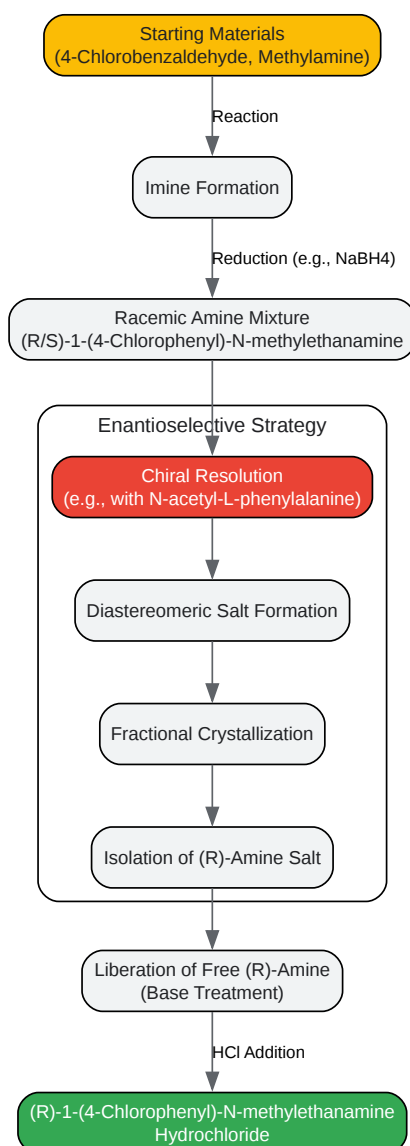 Starting Materials
(4-Chlorobenzaldehyde, Methylamine)
Reaction
Imine Formation
Reduction (e.g., NaBH4)
Racemic Amine Mixture
(R/S)-1-(4-Chlorophenyl)-N-methylethanamine
Enantioselective Strategy
Chiral Resolution
(e.g., with N-acetyl-L-phenylalanine)
Diastereomeric Salt Formation
Fractional Crystallization
Isolation of (R)-Amine Salt
Liberation of Free (R)-Amine
(Base Treatment)
HCl Addition
(R)-1-(4-Chlorophenyl)-N-methylethanamine
Hydrochloride